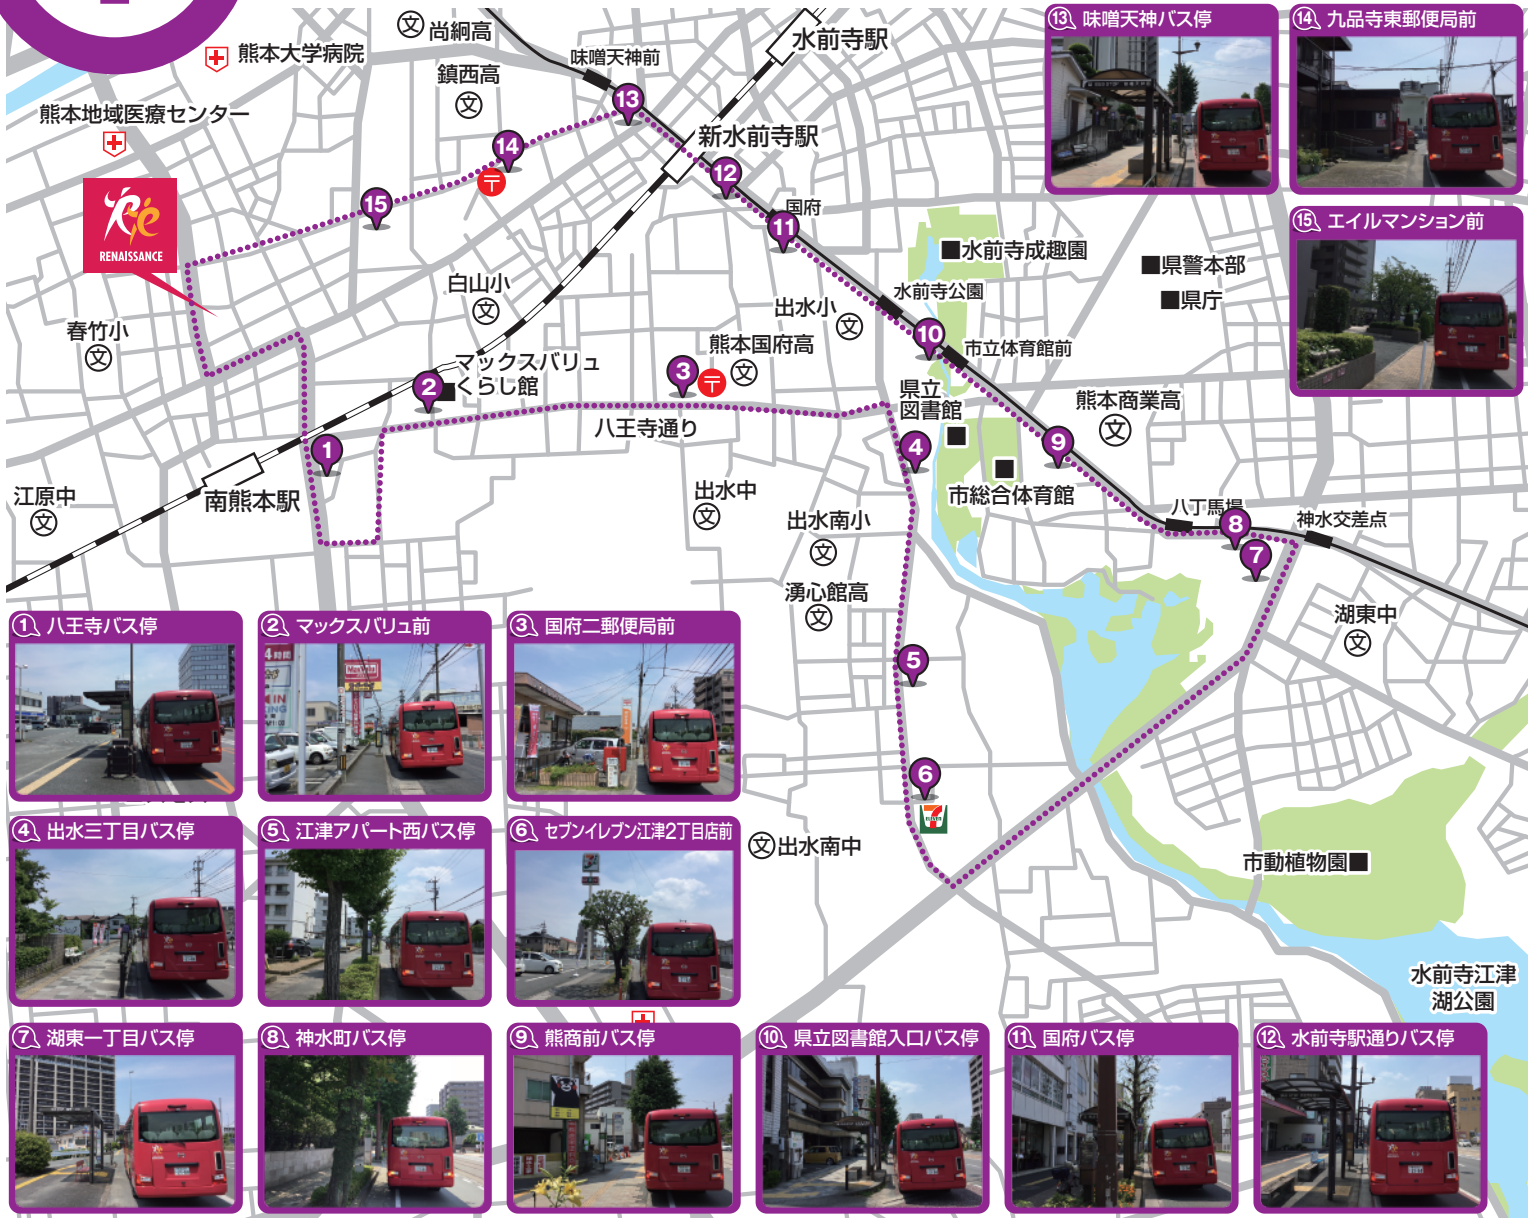 尚絅高
熊本大学病院
鎮西高
味噌天神前
水前寺駅
熊本地域医療センター
新水前寺駅
RENAISSANCE
国府
水前寺成趣園
県警本部
県庁
白山小
出水小
水前寺公園
春竹小
マックスバリュ
くらし館
熊本国府高
市立体育館前
県立
図書館
熊本商業高
八王寺通り
南熊本駅
江原中
出水中
出水南小
市総合体育館
八丁馬場
神水交差点
湧心館高
湖東中
出水南中
市動植物園
水前寺江津
湖公園
1
2
3
4
5
6
7
8
9
10
11
12
13
14
15
⑬ 味噌天神バス停
⑭ 九品寺東郵便局前
⑮ エイルマンション前
① 八王寺バス停
② マックスバリュ前
③ 国府二郵便局前
④ 出水三丁目バス停
⑤ 江津アパート西バス停
⑥ セブンイレブン江津2丁目店前
⑦ 湖東一丁目バス停
⑧ 神水町バス停
⑨ 熊商前バス停
⑩ 県立図書館入口バス停
⑪ 国府バス停
⑫ 水前寺駅通りバス停